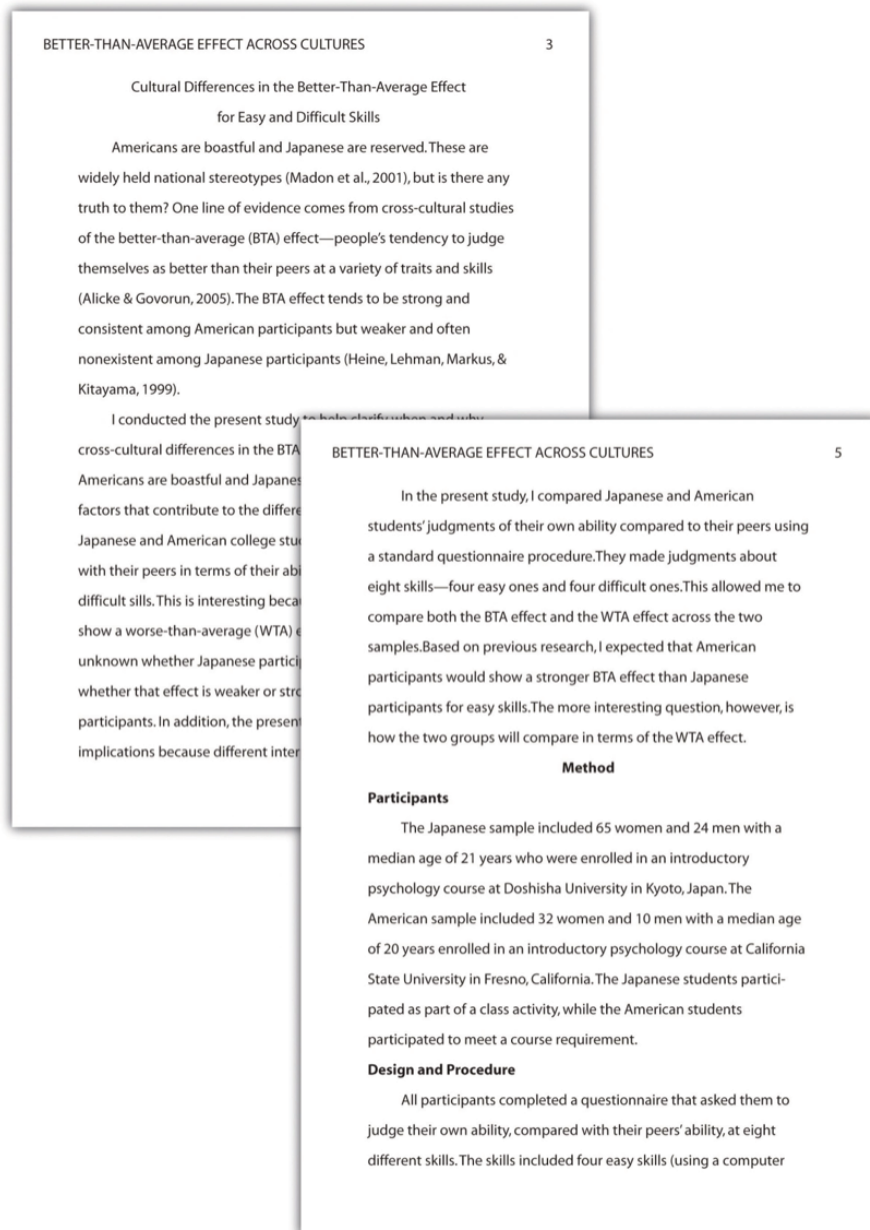 BETTER-THAN-AVERAGE EFFECT ACROSS CULTURES 3
Cultural Differences in the Better-Than-Average Effect
for Easy and Difficult Skills
Americans are boastful and Japanese are reserved. These are
widely held national stereotypes (Madon et al., 2001), but is there any
truth to them? One line of evidence comes from cross-cultural studies
of the better-than-average (BTA) effect—people's tendency to judge
themselves as better than their peers at a variety of traits and skills
(Alicke & Govorun, 2005). The BTA effect tends to be strong and
consistent among American participants but weaker and often
nonexistent among Japanese participants (Heine, Lehman, Markus, &
Kitayama, 1999).
I conducted the present study to help clarify when and why
cross-cultural differences in the BTA
Americans are boastful and
factors that contribute to the
Japanese and American college
with their peers in terms of their
difficult sills. This is interesting
show a worse-than-average (WTA)
unknown whether Japanese
whether that effect is weaker or
participants. In addition, the
implications because different
BETTER-THAN-AVERAGE EFFECT ACROSS CULTURES 5
In the present study, I compared Japanese and American
students' judgments of their own ability compared to their peers using
a standard questionnaire procedure.They made judgments about
eight skills—four easy ones and four difficult ones.This allowed me to
compare both the BTA effect and the WTA effect across the two
samples.Based on previous research, I expected that American
participants would show a stronger BTA effect than Japanese
participants for easy skills.The more interesting question, however, is
how the two groups will compare in terms of the WTA effect.
Method
Participants
The Japanese sample included 65 women and 24 men with a
median age of 21 years who were enrolled in an introductory
psychology course at Doshisha University in Kyoto, Japan. The
American sample included 32 women and 10 men with a median age
of 20 years enrolled in an introductory psychology course at California
State University in Fresno, California. The Japanese students partici-
pated as part of a class activity, while the American students
participated to meet a course requirement.
Design and Procedure
All participants completed a questionnaire that asked them to
judge their own ability, compared with their peers' ability, at eight
different skills. The skills included four easy skills (using a computer